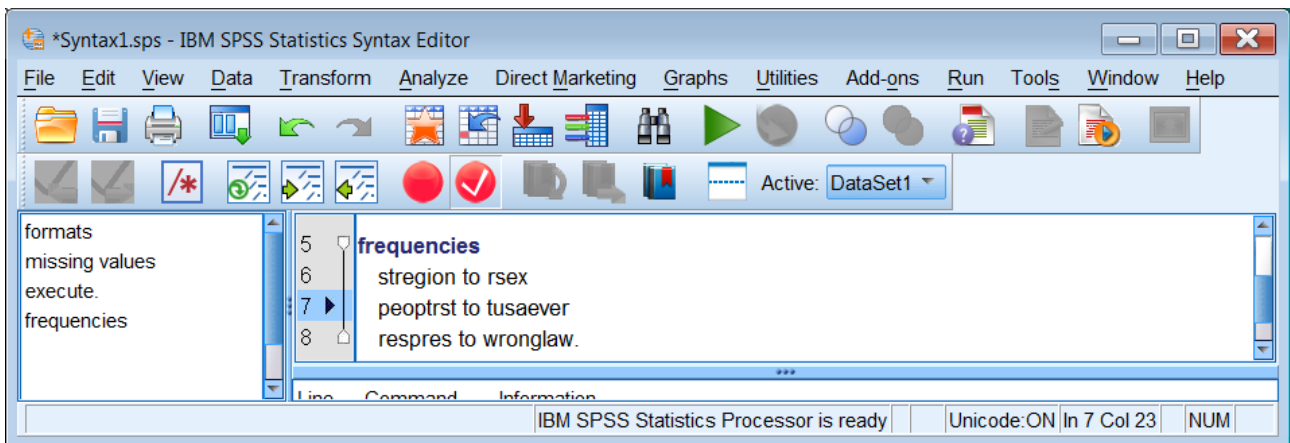 *Syntax1.sps - IBM SPSS Statistics Syntax Editor
File Edit View Data Transform Analyze Direct Marketing Graphs Utilities Add-ons Run Tools Window Help
Active: DataSet1
formats
missing values
execute.
frequencies
5 frequencies
6 stregion to rsex
7 peoptrst to tusaever
8 respres to wronglaw.
Line Command Information
IBM SPSS Statistics Processor is ready Unicode:ON In 7 Col 23 NUM